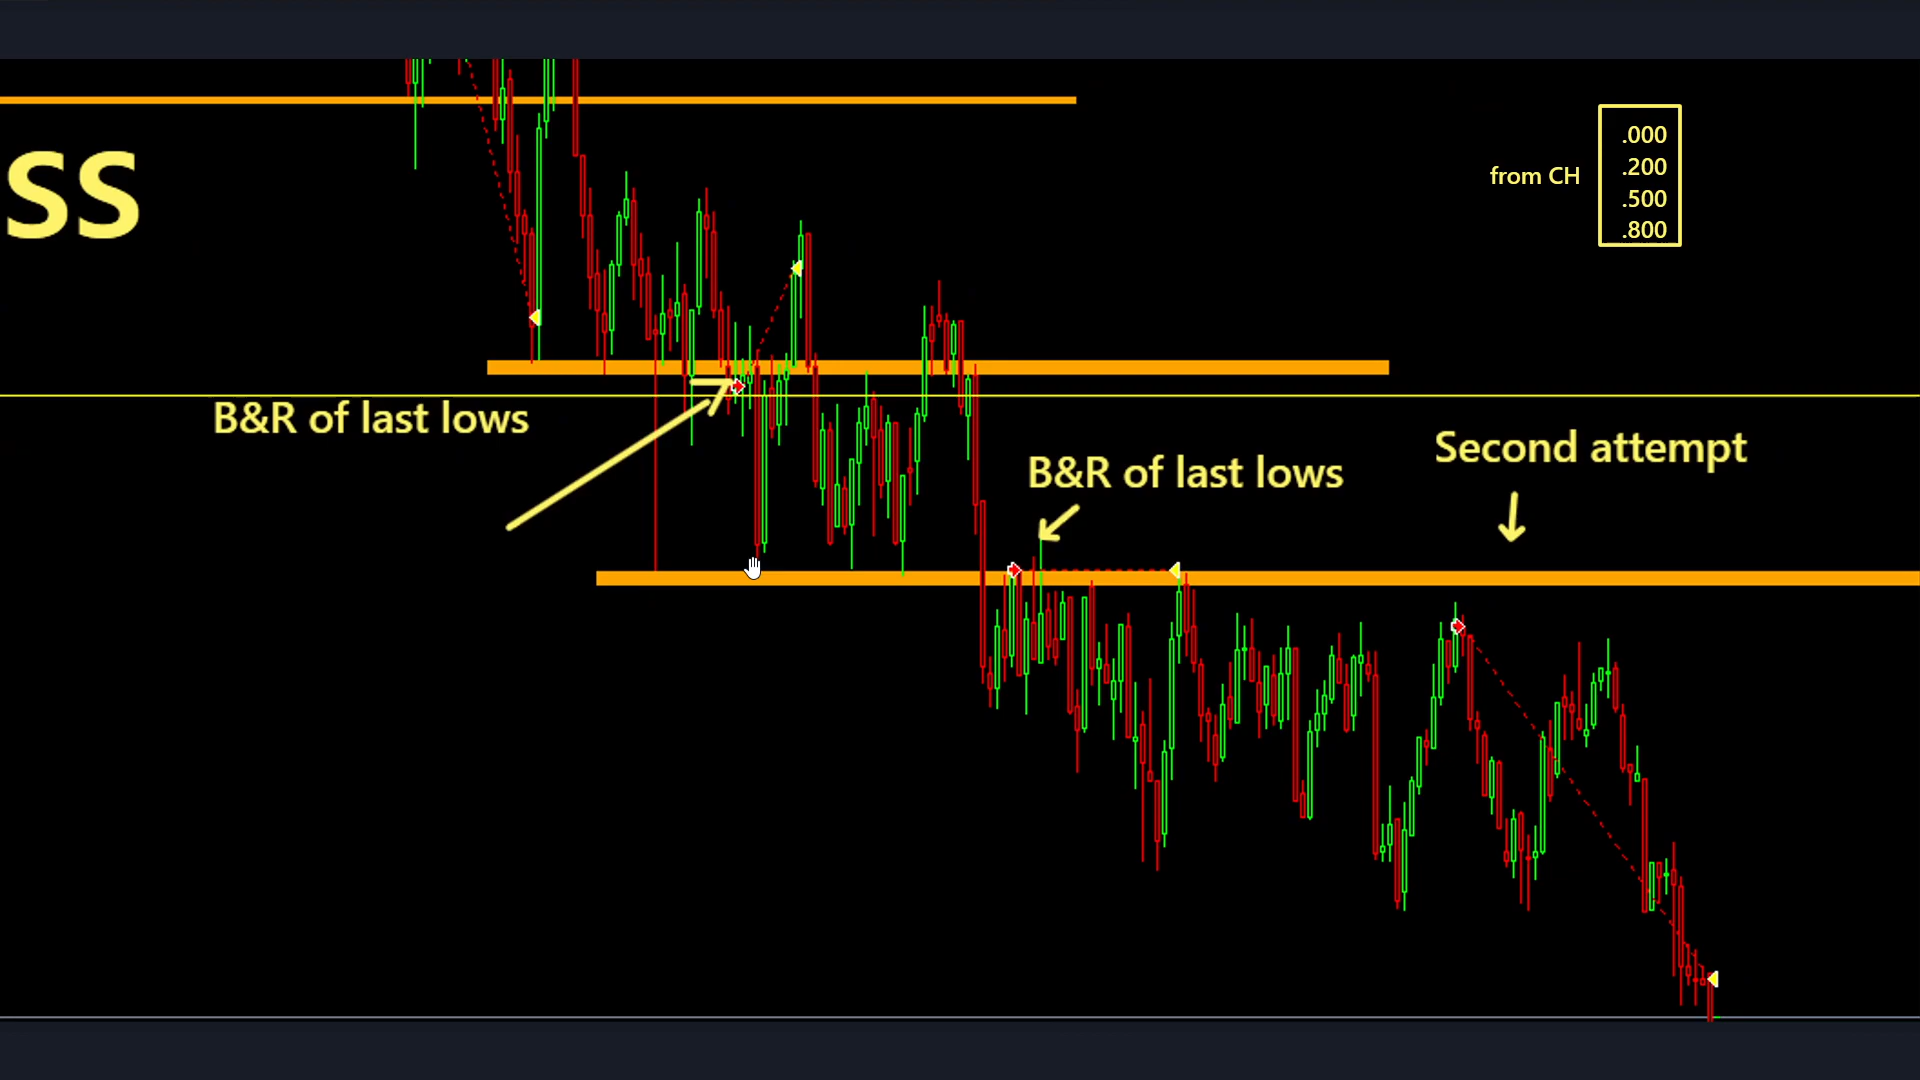 SS
from CH
.000
.200
.500
.800
B&R of last lows
B&R of last lows
Second attempt